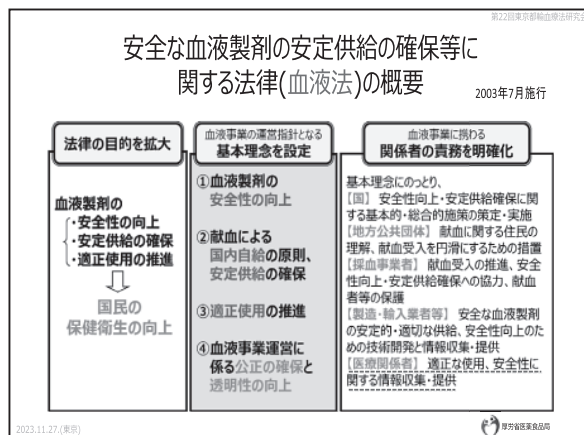 第22回東京都輸血療法研究会
安全な血液製剤の安定供給の確保等に
関する法律(血液法)の概要
2003年7月施行
法律の目的を拡大
血液製剤の
・安全性の向上
・安定供給の確保
・適正使用の推進
国民の
保健衛生の向上
血液事業の運営指針となる
基本理念を設定
①血液製剤の
安全性の向上
②献血による
国内自給の原則、
安定供給の確保
③適正使用の推進
④血液事業運営に
係る公正の確保と
透明性の向上
血液事業に携わる
関係者の責務を明確化
基本理念にのっとり、
【国】 安全性向上・安定供給確保に関
する基本的・総合的施策の策定・実施
【地方公共団体】 献血に関する住民の
理解、献血受入を円滑にするための措置
【採血事業者】 献血受入の推進、安全
性向上・安定供給確保への協力、献血
者等の保護
【製造・輸入業者等】 安全な血液製剤
の安定的・適切な供給、安全性向上のた
めの技術開発と情報収集・提供
【医療関係者】 適正な使用、安全性に
関する情報収集・提供
2023.11.27.(東京)
厚労省医薬食品局